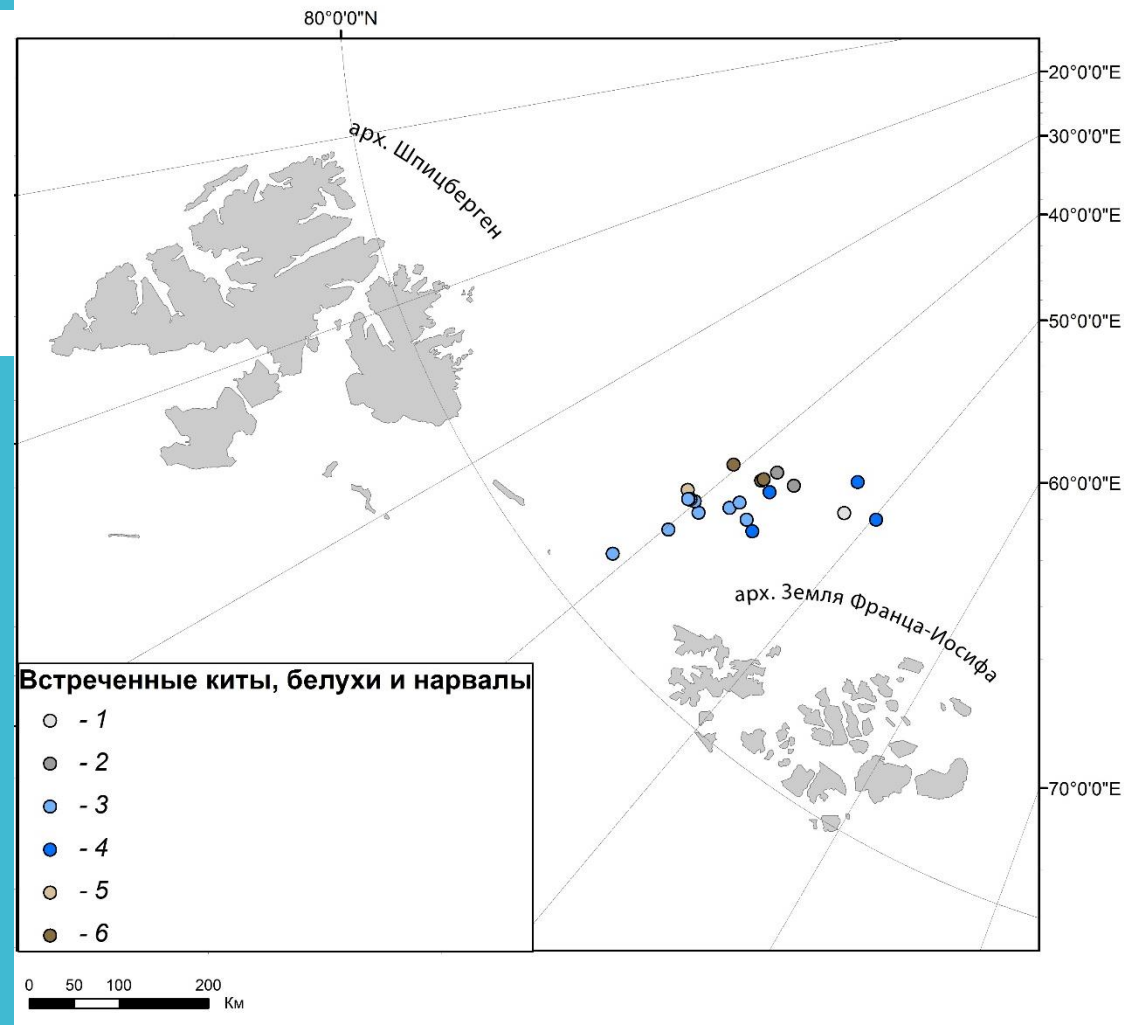 80°0'0"N
20°0'0"E
30°0'0"E
40°0'0"E
50°0'0"E
60°0'0"E
70°0'0"E
арх. Шпицберген
арх. Земля Франца-Иосифа
Встреченные киты, белухи и нарвалы
- 1
- 2
- 3
- 4
- 5
- 6
0 50 100 200
Км